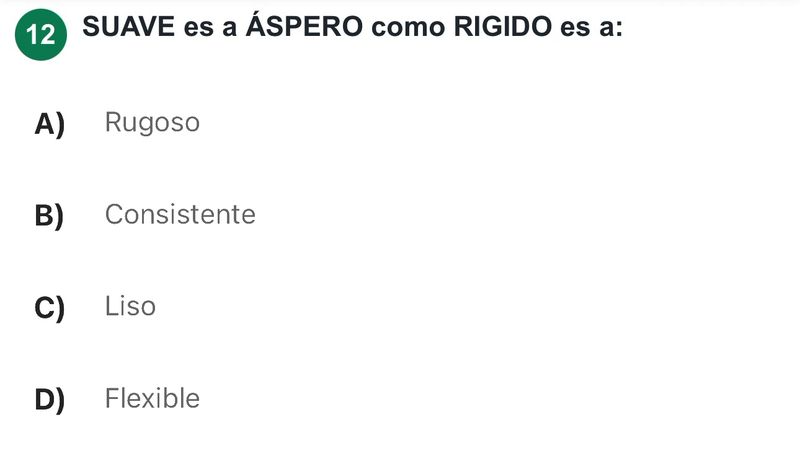 12 SUAVE es a ÁSPERO como RIGIDO es a:
A) Rugoso
B) Consistente
C) Liso
D) Flexible